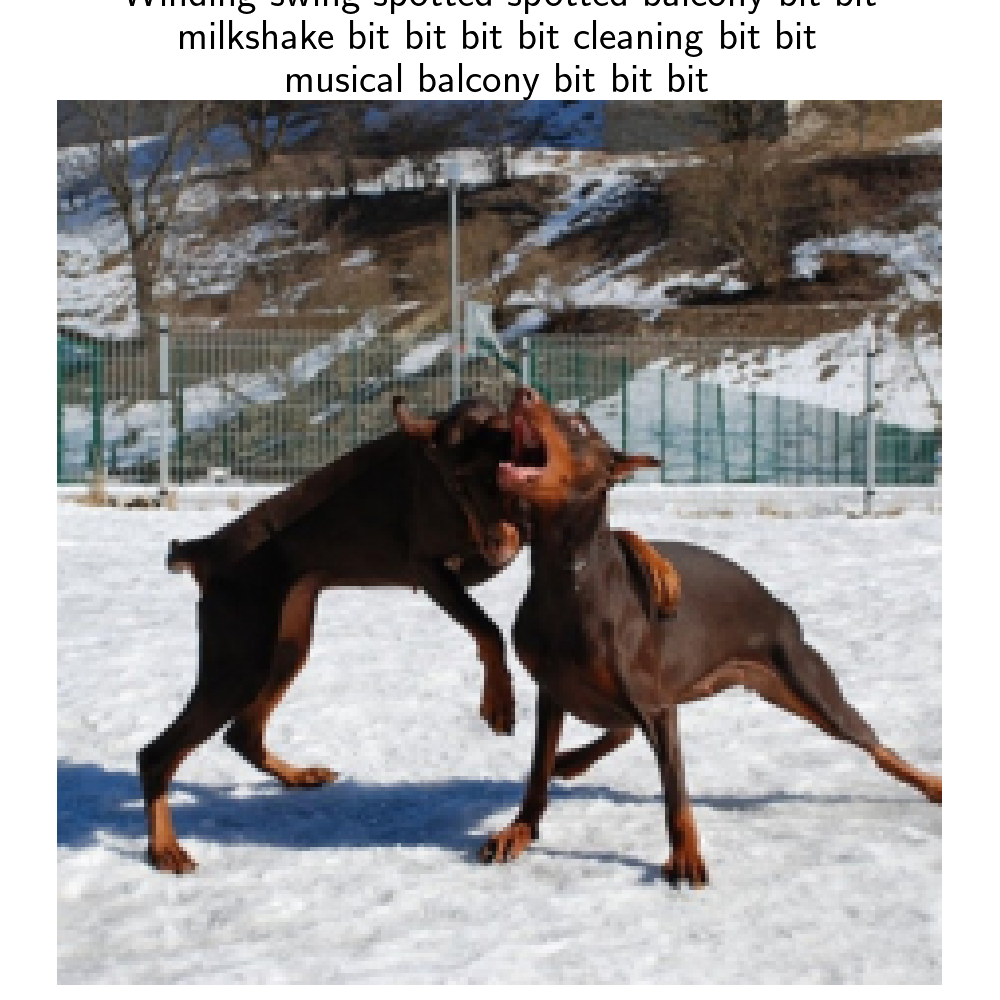 Winding swing spotted spotted balcony bit bit
milkshake bit bit bit bit cleaning bit bit
musical balcony bit bit bit